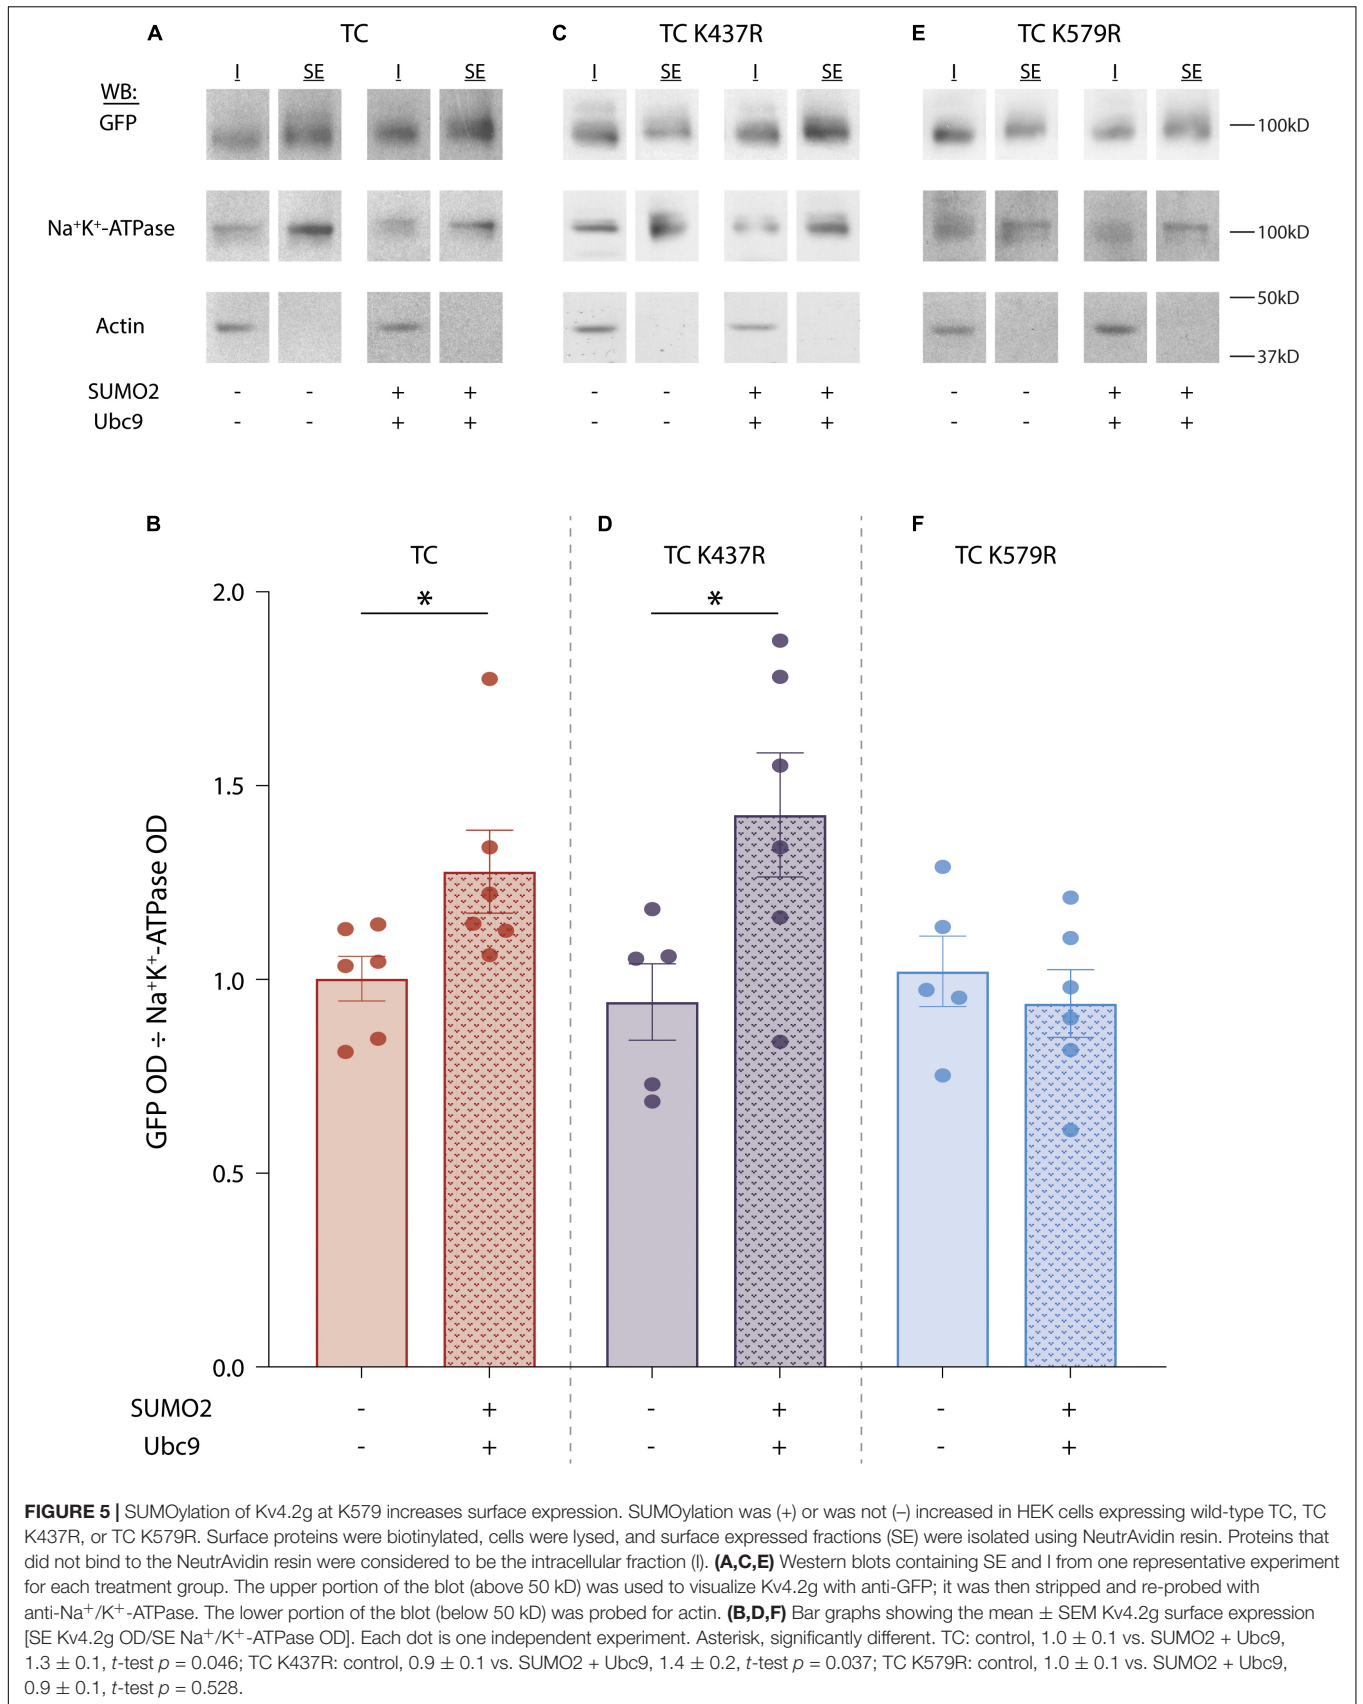 A TC C TC K437R E TC K579R
I SE I SE I SE I SE I SE I SE
WB:
GFP
100kD
Na⁺K⁺-ATPase
100kD
50kD
Actin
37kD
SUMO2 - - + + - - + + - - + +
Ubc9 - - + + - - + + - - + +
B D F
TC TC K437R TC K579R
2.0
* *
1.5
1.0
0.5
0.0
GFP OD ÷ Na⁺K⁺-ATPase OD
SUMO2 - + - + - +
Ubc9 - + - + - +
FIGURE 5 | SUMOylation of Kv4.2g at K579 increases surface expression. SUMOylation was (+) or was not (–) increased in HEK cells expressing wild-type TC, TC
K437R, or TC K579R. Surface proteins were biotinylated, cells were lysed, and surface expressed fractions (SE) were isolated using NeutrAvidin resin. Proteins that
did not bind to the NeutrAvidin resin were considered to be the intracellular fraction (I). (A,C,E) Western blots containing SE and I from one representative experiment
for each treatment group. The upper portion of the blot (above 50 kD) was used to visualize Kv4.2g with anti-GFP; it was then stripped and re-probed with
anti-Na⁺/K⁺-ATPase. The lower portion of the blot (below 50 kD) was probed for actin. (B,D,F) Bar graphs showing the mean ± SEM Kv4.2g surface expression
[SE Kv4.2g OD/SE Na⁺/K⁺-ATPase OD]. Each dot is one independent experiment. Asterisk, significantly different. TC: control, 1.0 ± 0.1 vs. SUMO2 + Ubc9,
1.3 ± 0.1, t-test p = 0.046; TC K437R: control, 0.9 ± 0.1 vs. SUMO2 + Ubc9, 1.4 ± 0.2, t-test p = 0.037; TC K579R: control, 1.0 ± 0.1 vs. SUMO2 + Ubc9,
0.9 ± 0.1, t-test p = 0.528.